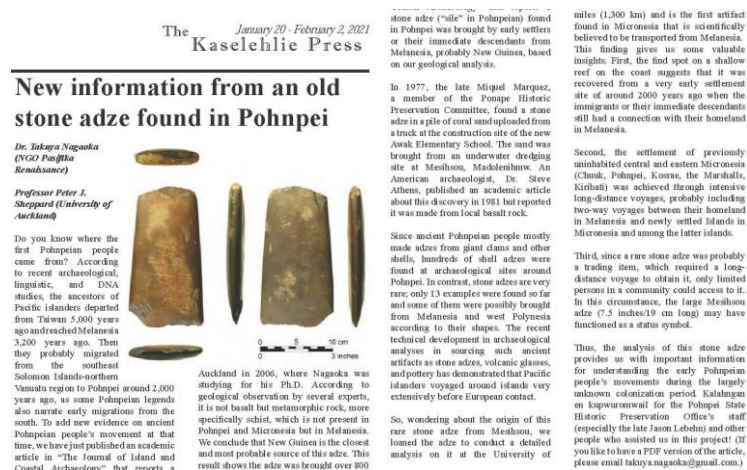 The
January 20 - February 2, 2021
Kaselehlie Press
New information from an old
stone adze found in Pohnpei
Dr. Takuya Nagaoka
(NGO Pasifika
Renaissance)
Professor Peter J.
Sheppard (University of
Auckland)
Do you know where the
first Pohnpeian people
came from? According
to recent archaeological,
linguistic, and DNA
studies, the ancestors of
Pacific islanders departed
from Taiwan 5,000 years
ago and reached Melanesia
3,200 years ago. Then
they probably migrated
from the southeast
Solomon Islands-northern
Vanuatu region to Pohnpei around 2,000
years ago, as some Pohnpeian legends
also narrate early migrations from the
south. To add new evidence on ancient
Pohnpeian people's movement at that
time, we have just published an academic
article in "The Journal of Island and
Coastal Archaeology" that reports a
0 5 10 cm
0 3 inches
stone adze ("sile" in Pohnpeian) found
in Pohnpei was brought by early settlers
or their immediate descendants from
Melanesia, probably New Guinea, based
on our geological analysis.
In 1977, the late Miquel Marquez,
a member of the Ponape Historic
Preservation Committee, found a stone
adze in a pile of coral sand uploaded from
a truck at the construction site of the new
Awak Elementary School. The sand was
brought from an underwater dredging
site at Mesihsou, Madolenihmw. An
American archaeologist, Dr. Steve
Athens, published an academic article
about this discovery in 1981 but reported
it was made from local basalt rock.
Since ancient Pohnpeian people mostly
made adzes from giant clams and other
shells, hundreds of shell adzes were
found at archaeological sites around
Pohnpei. In contrast, stone adzes are very
rare; only 13 examples were found so far
and some of them were possibly brought
from Melanesia and west Polynesia
according to their shapes. The recent
technical development in archaeological
analyses in sourcing such ancient
artifacts as stone adzes, volcanic glasses,
and pottery has demonstrated that Pacific
islanders voyaged around islands very
extensively before European contact.
So, wondering about the origin of this
rare stone adze from Mesihsou, we
loaned the adze to conduct a detailed
analysis on it at the University of
Auckland in 2006, where Nagaoka was
studying for his Ph.D. According to
geological observation by several experts,
it is not basalt but metamorphic rock, more
specifically schist, which is not present in
Pohnpei and Micronesia but in Melanesia.
We conclude that New Guinea is the closest
and most probable source of this adze. This
result shows the adze was brought over 800
miles (1,300 km) and is the first artifact
found in Micronesia that is scientifically
believed to be transported from Melanesia.
This finding gives us some valuable
insights. First, the find spot on a shallow
reef on the coast suggests that it was
recovered from a very early settlement
site of around 2000 years ago when the
immigrants or their immediate descendants
still had a connection with their homeland
in Melanesia.
Second, the settlement of previously
uninhabited central and eastern Micronesia
(Chuuk, Pohnpei, Kosrae, the Marshalls,
Kiribati) was achieved through intensive
long-distance voyages, probably including
two-way voyages between their homeland
in Melanesia and newly settled Islands in
Micronesia and among the latter islands.
Third, since a rare stone adze was probably
a trading item, which required a long-
distance voyage to obtain it, only limited
persons in a community could access to it.
In this circumstance, the large Mesihsou
adze (7.5 inches/19 cm long) may have
functioned as a status symbol.
Thus, the analysis of this stone adze
provides us with important information
for understanding the early Pohnpeian
people's movements during the largely
unknown colonization period. Kalahngan
en kupwuromwail for the Pohnpei State
Historic Preservation Office's staff
(especially the late Jason Lebehn) and other
people who assisted us in this project! (If
you like to have a PDF version of the article,
please email takuya.nagaoka@gmail.com.)